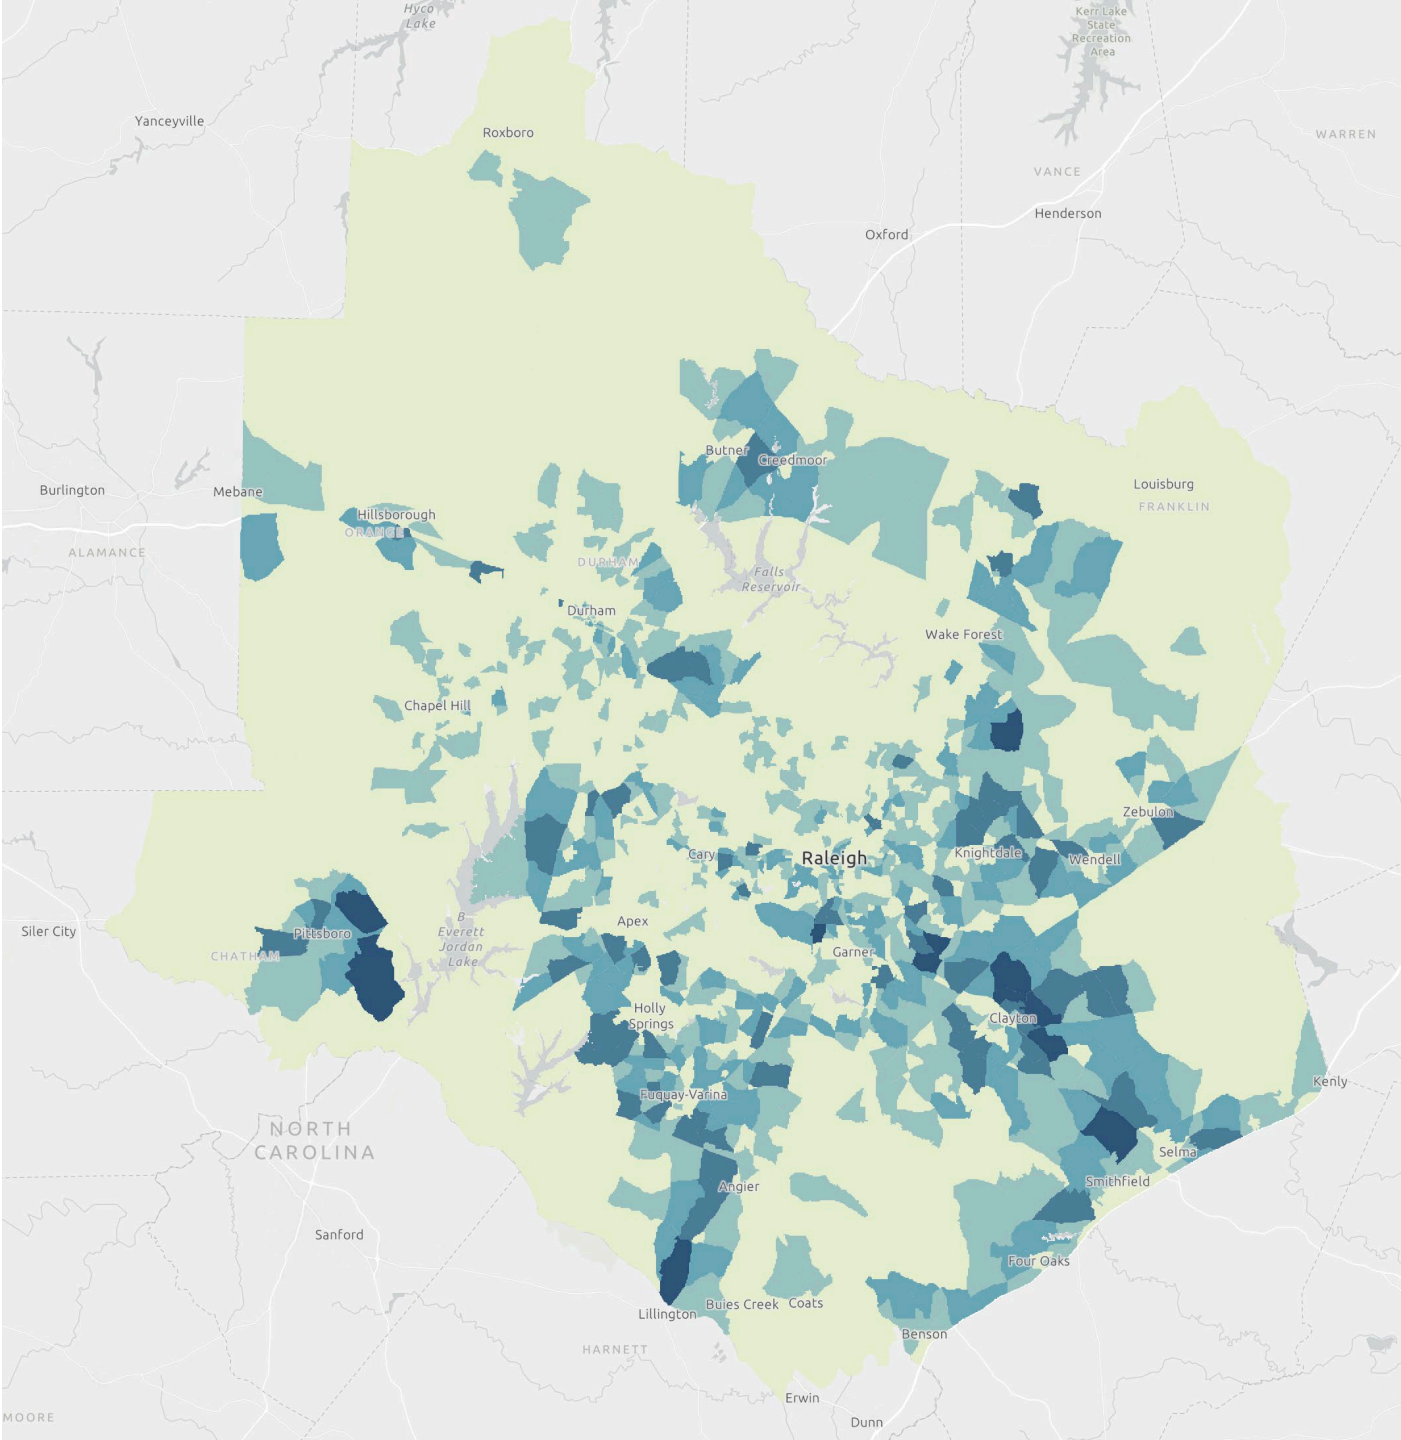 Hyco
Lake
Kerr Lake
State
Recreation
Area
Yanceyville
Roxboro
WARREN
VANCE
Henderson
Oxford
Butner
Creedmoor
Louisburg
FRANKLIN
Burlington
Mebane
Hillsborough
ORANGE
ALAMANCE
DURHAM
Falls
Reservoir
Durham
Wake Forest
Chapel Hill
Zebulon
Cary
Raleigh
Knightdale
Wendell
Siler City
Pittsboro
B
Everett
Jordan
Lake
Apex
CHATHAM
Garner
Holly
Springs
Clayton
Kenly
Fuquay-Varina
NORTH
CAROLINA
Selma
Smithfield
Angier
Sanford
Four Oaks
Lillington
Buies Creek
Coats
Benson
HARNETT
Erwin
MOORE
Dunn